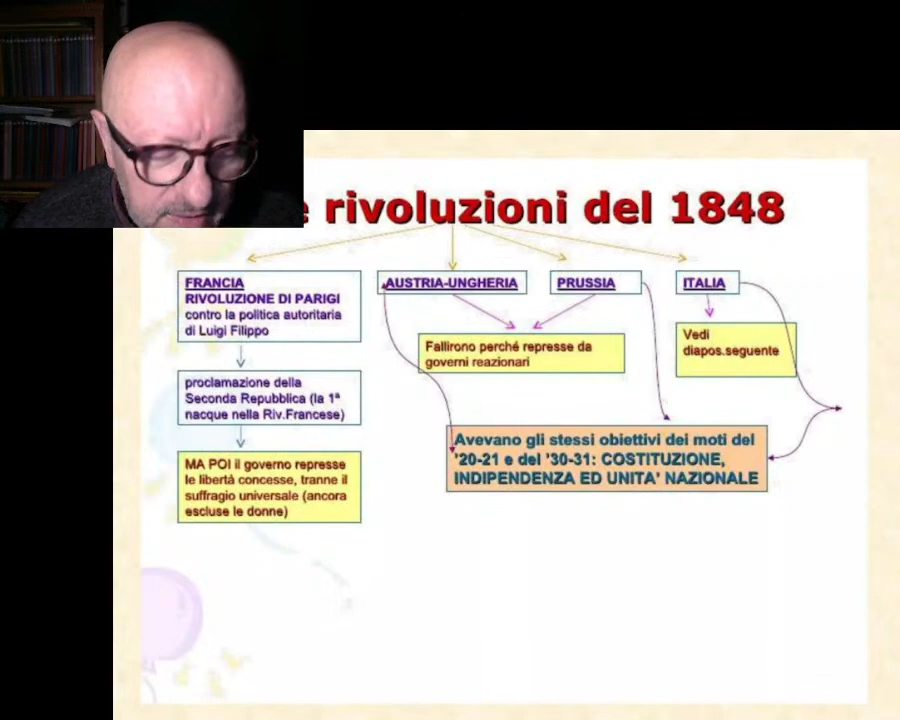 e rivoluzioni del 1848
FRANCIA
RIVOLUZIONE DI PARIGI
contro la politica autoritaria
di Luigi Filippo
AUSTRIA-UNGHERIA
PRUSSIA
ITALIA
Fallirono perché represse da
governi reazionari
Vedi
diapos.seguente
proclamazione della
Seconda Repubblica (la 1ª
nacque nella Riv.Francese)
Avevano gli stessi obiettivi dei moti del
'20-21 e del '30-31: COSTITUZIONE,
INDIPENDENZA ED UNITA' NAZIONALE
MA POI il governo represse
le libertà concesse, tranne il
suffragio universale (ancora
escluse le donne)